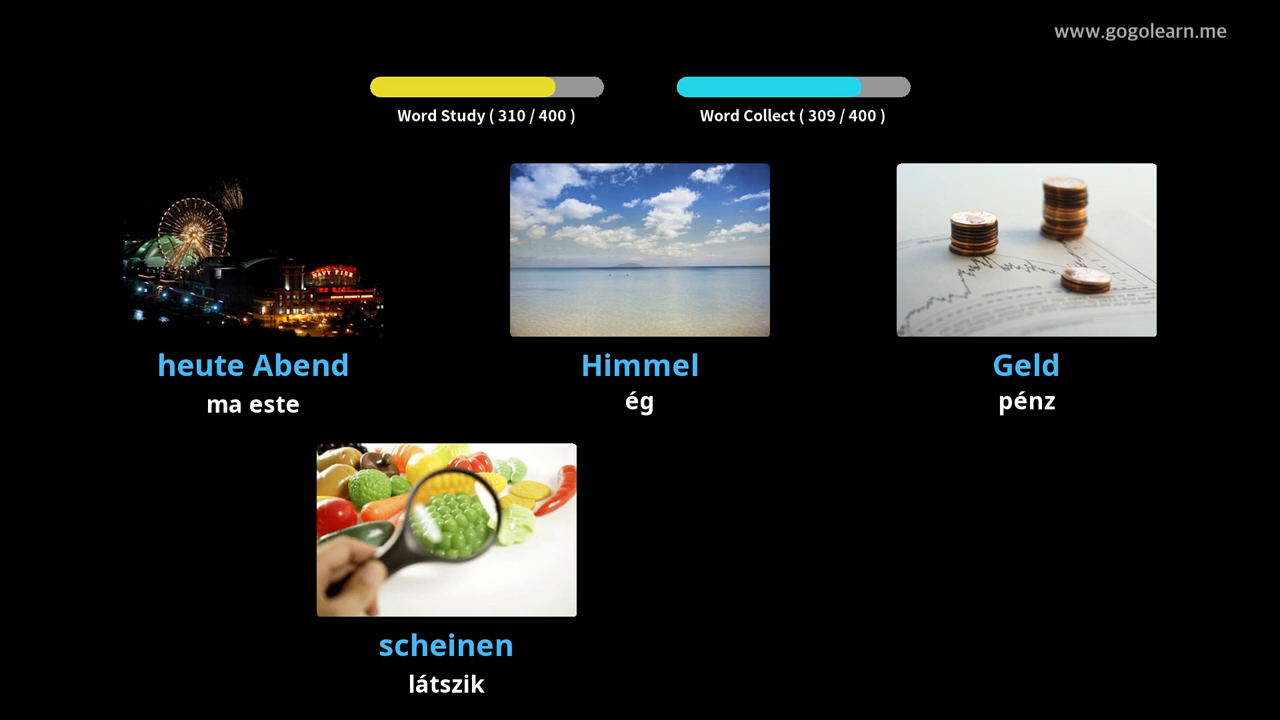 www.gogolearn.me
Word Study ( 310 / 400 )
Word Collect ( 309 / 400 )
heute Abend
ma este
Himmel
ég
Geld
pénz
scheinen
látszik